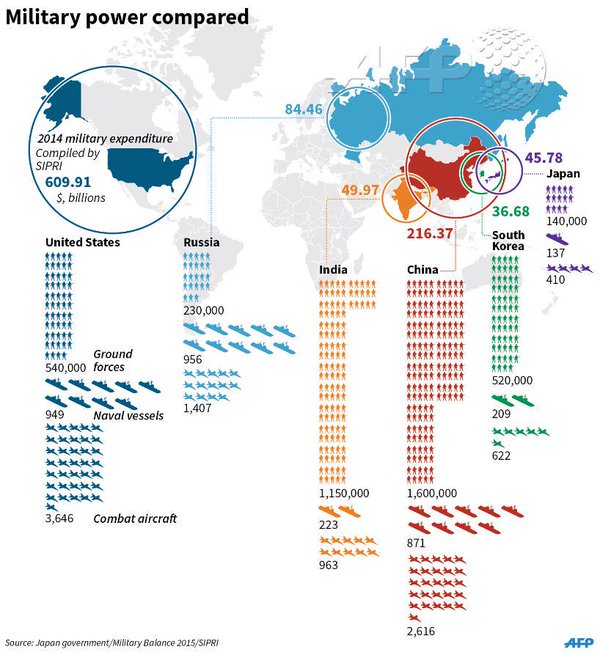 Military power compared
AFP
2014 military expenditure
Compiled by
SIPRI
609.91
$, billions
84.46
49.97
216.37
36.68
45.78
Japan
140,000
137
410
United States
540,000
Ground
forces
949
Naval vessels
3,646
Combat aircraft
Russia
230,000
956
1,407
India
1,150,000
223
963
China
1,600,000
871
2,616
South
Korea
520,000
209
622
Source: Japan government/Military Balance 2015/SIPRI
AFP